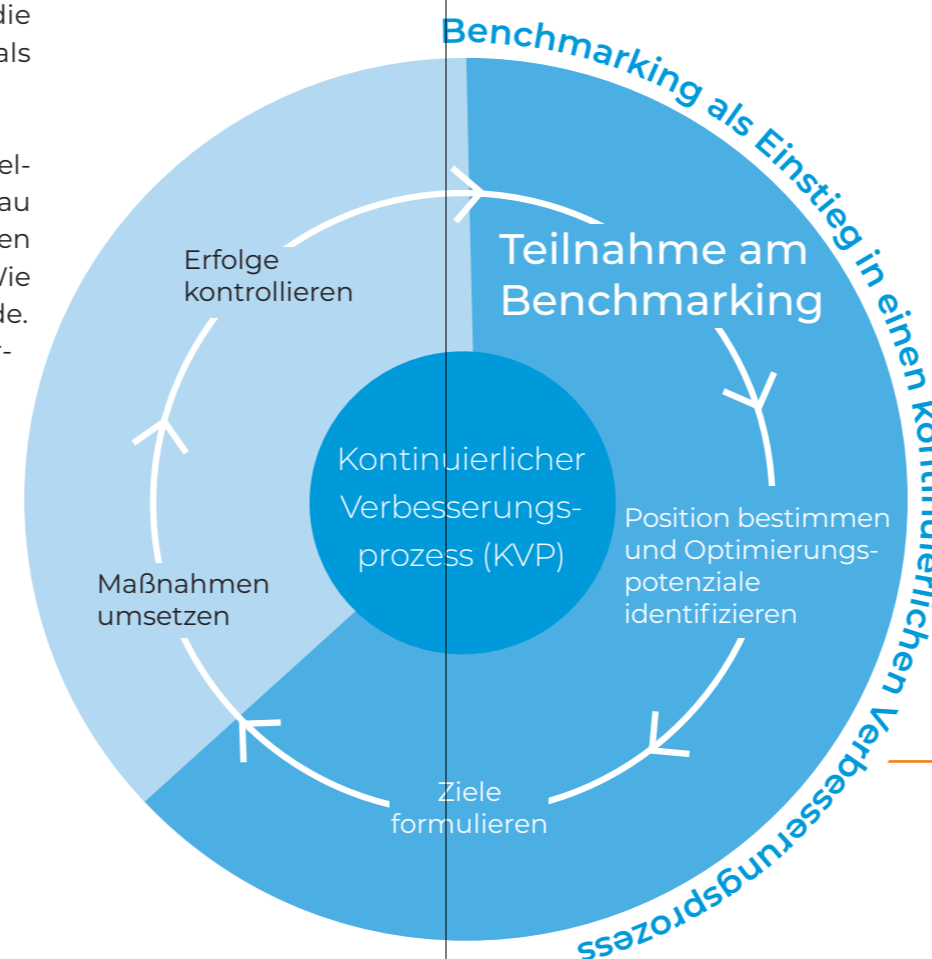 die
als
el-
au
en
Wie
de.
r-
Benchmarking als Einstieg in einen kontinuierlichen Verbesserungsprozess
Teilnahme am
Benchmarking
Position bestimmen
und Optimierungs-
potenziale
identifizieren
Ziele
formulieren
Maßnahmen
umsetzen
Erfolge
kontrollieren
Kontinuierlicher
Verbesserungs-
prozess (KVP)